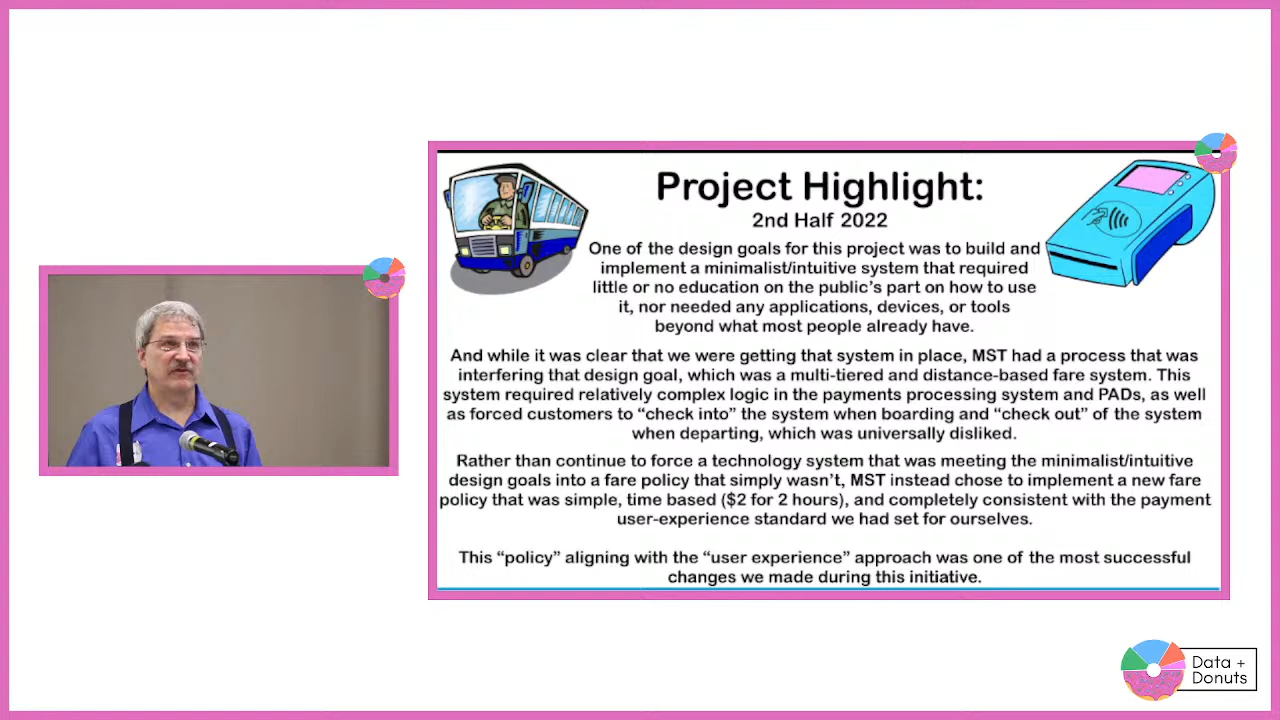 Project Highlight:
2nd Half 2022
One of the design goals for this project was to build and
implement a minimalist/intuitive system that required
little or no education on the public's part on how to use
it, nor needed any applications, devices, or tools
beyond what most people already have.
And while it was clear that we were getting that system in place, MST had a process that was
interfering that design goal, which was a multi-tiered and distance-based fare system. This
system required relatively complex logic in the payments processing system and PADs, as well
as forced customers to “check into” the system when boarding and “check out” of the system
when departing, which was universally disliked.
Rather than continue to force a technology system that was meeting the minimalist/intuitive
design goals into a fare policy that simply wasn't, MST instead chose to implement a new fare
policy that was simple, time based ($2 for 2 hours), and completely consistent with the payment
user-experience standard we had set for ourselves.
This “policy” aligning with the “user experience” approach was one of the most successful
changes we made during this initiative.
Data +
Donuts